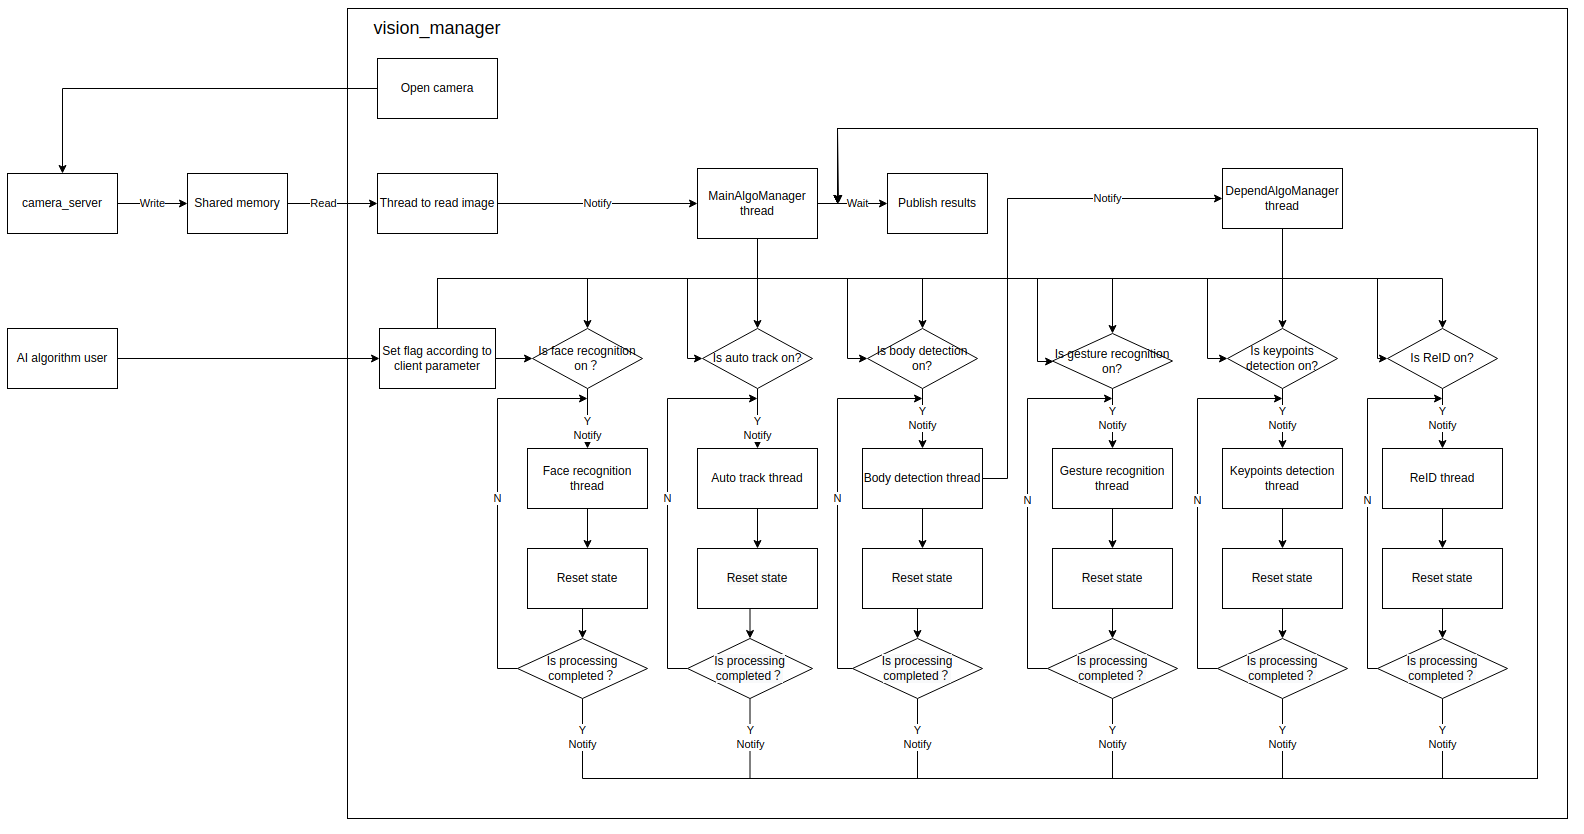 vision_manager
Open camera
camera_server
Write
Shared memory
Read
Thread to read image
Notify
MainAlgoManager
thread
Wait
Publish results
Notify
DependAlgoManager
thread
AI algorithm user
Set flag according to
client parameter
Is face recognition
on ?
Is auto track on?
Is body detection
on?
Is gesture recognition
on?
Is keypoints
detection on?
Is ReID on?
Y
Notify
Y
Notify
Y
Notify
Y
Notify
Y
Notify
Y
Notify
Face recognition
thread
Auto track thread
Body detection thread
Gesture recognition
thread
Keypoints detection
thread
ReID thread
N
N
N
N
N
N
Reset state
Reset state
Reset state
Reset state
Reset state
Reset state
Is processing
completed ?
Is processing
completed ?
Is processing
completed ?
Is processing
completed ?
Is processing
completed ?
Is processing
completed ?
Y
Notify
Y
Notify
Y
Notify
Y
Notify
Y
Notify
Y
Notify